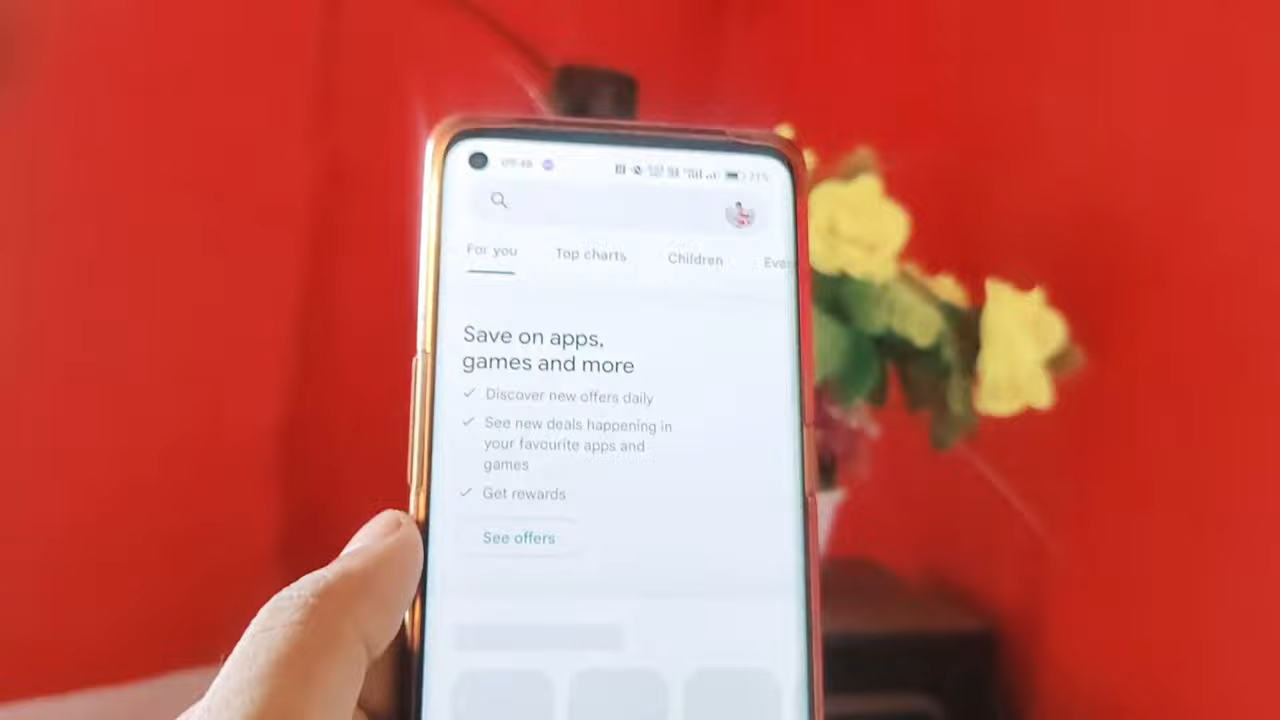 For you Top charts Children
Save on apps,
games and more
Discover new offers daily
See new deals happening in
your favourite apps and
games
Get rewards
See offers